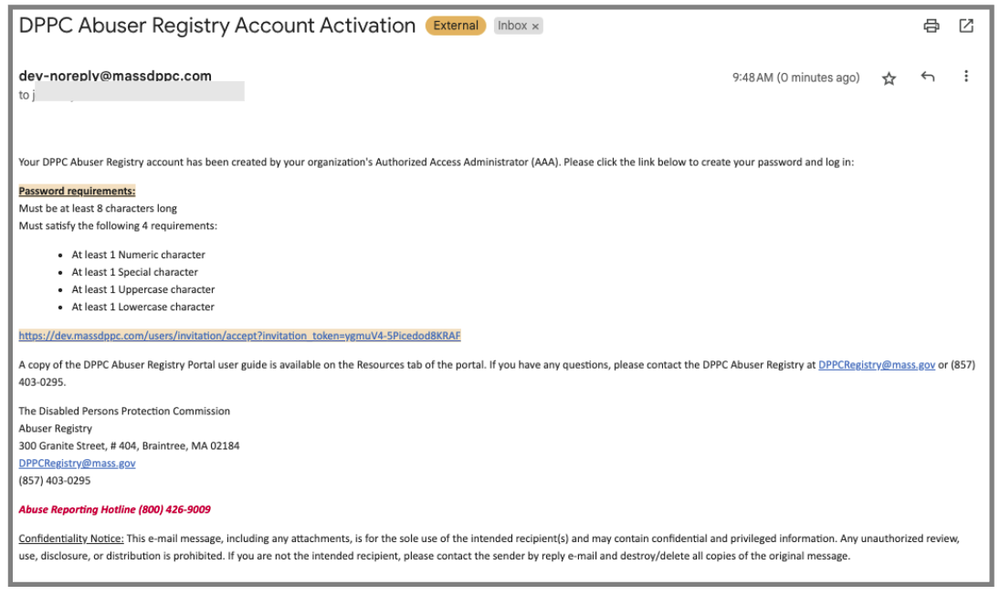 DPPC Abuser Registry Account Activation External Inbox ×
dev-noreply@massdppc.com 9:48 AM (0 minutes ago)
to j
Your DPPC Abuser Registry account has been created by your organization's Authorized Access Administrator (AAA). Please click the link below to create your password and log in:
Password requirements:
Must be at least 8 characters long
Must satisfy the following 4 requirements:
• At least 1 Numeric character
• At least 1 Special character
• At least 1 Uppercase character
• At least 1 Lowercase character
https://dev.massdppc.com/users/invitation/accept?invitation_token=ygmuV4-5Picedod8KRAF
A copy of the DPPC Abuser Registry Portal user guide is available on the Resources tab of the portal. If you have any questions, please contact the DPPC Abuser Registry at DPPCRegistry@mass.gov or (857)
403-0295.
The Disabled Persons Protection Commission
Abuser Registry
300 Granite Street, # 404, Braintree, MA 02184
DPPCRegistry@mass.gov
(857) 403-0295
Abuse Reporting Hotline (800) 426-9009
Confidentiality Notice: This e-mail message, including any attachments, is for the sole use of the intended recipient(s) and may contain confidential and privileged information. Any unauthorized review,
use, disclosure, or distribution is prohibited. If you are not the intended recipient, please contact the sender by reply e-mail and destroy/delete all copies of the original message.